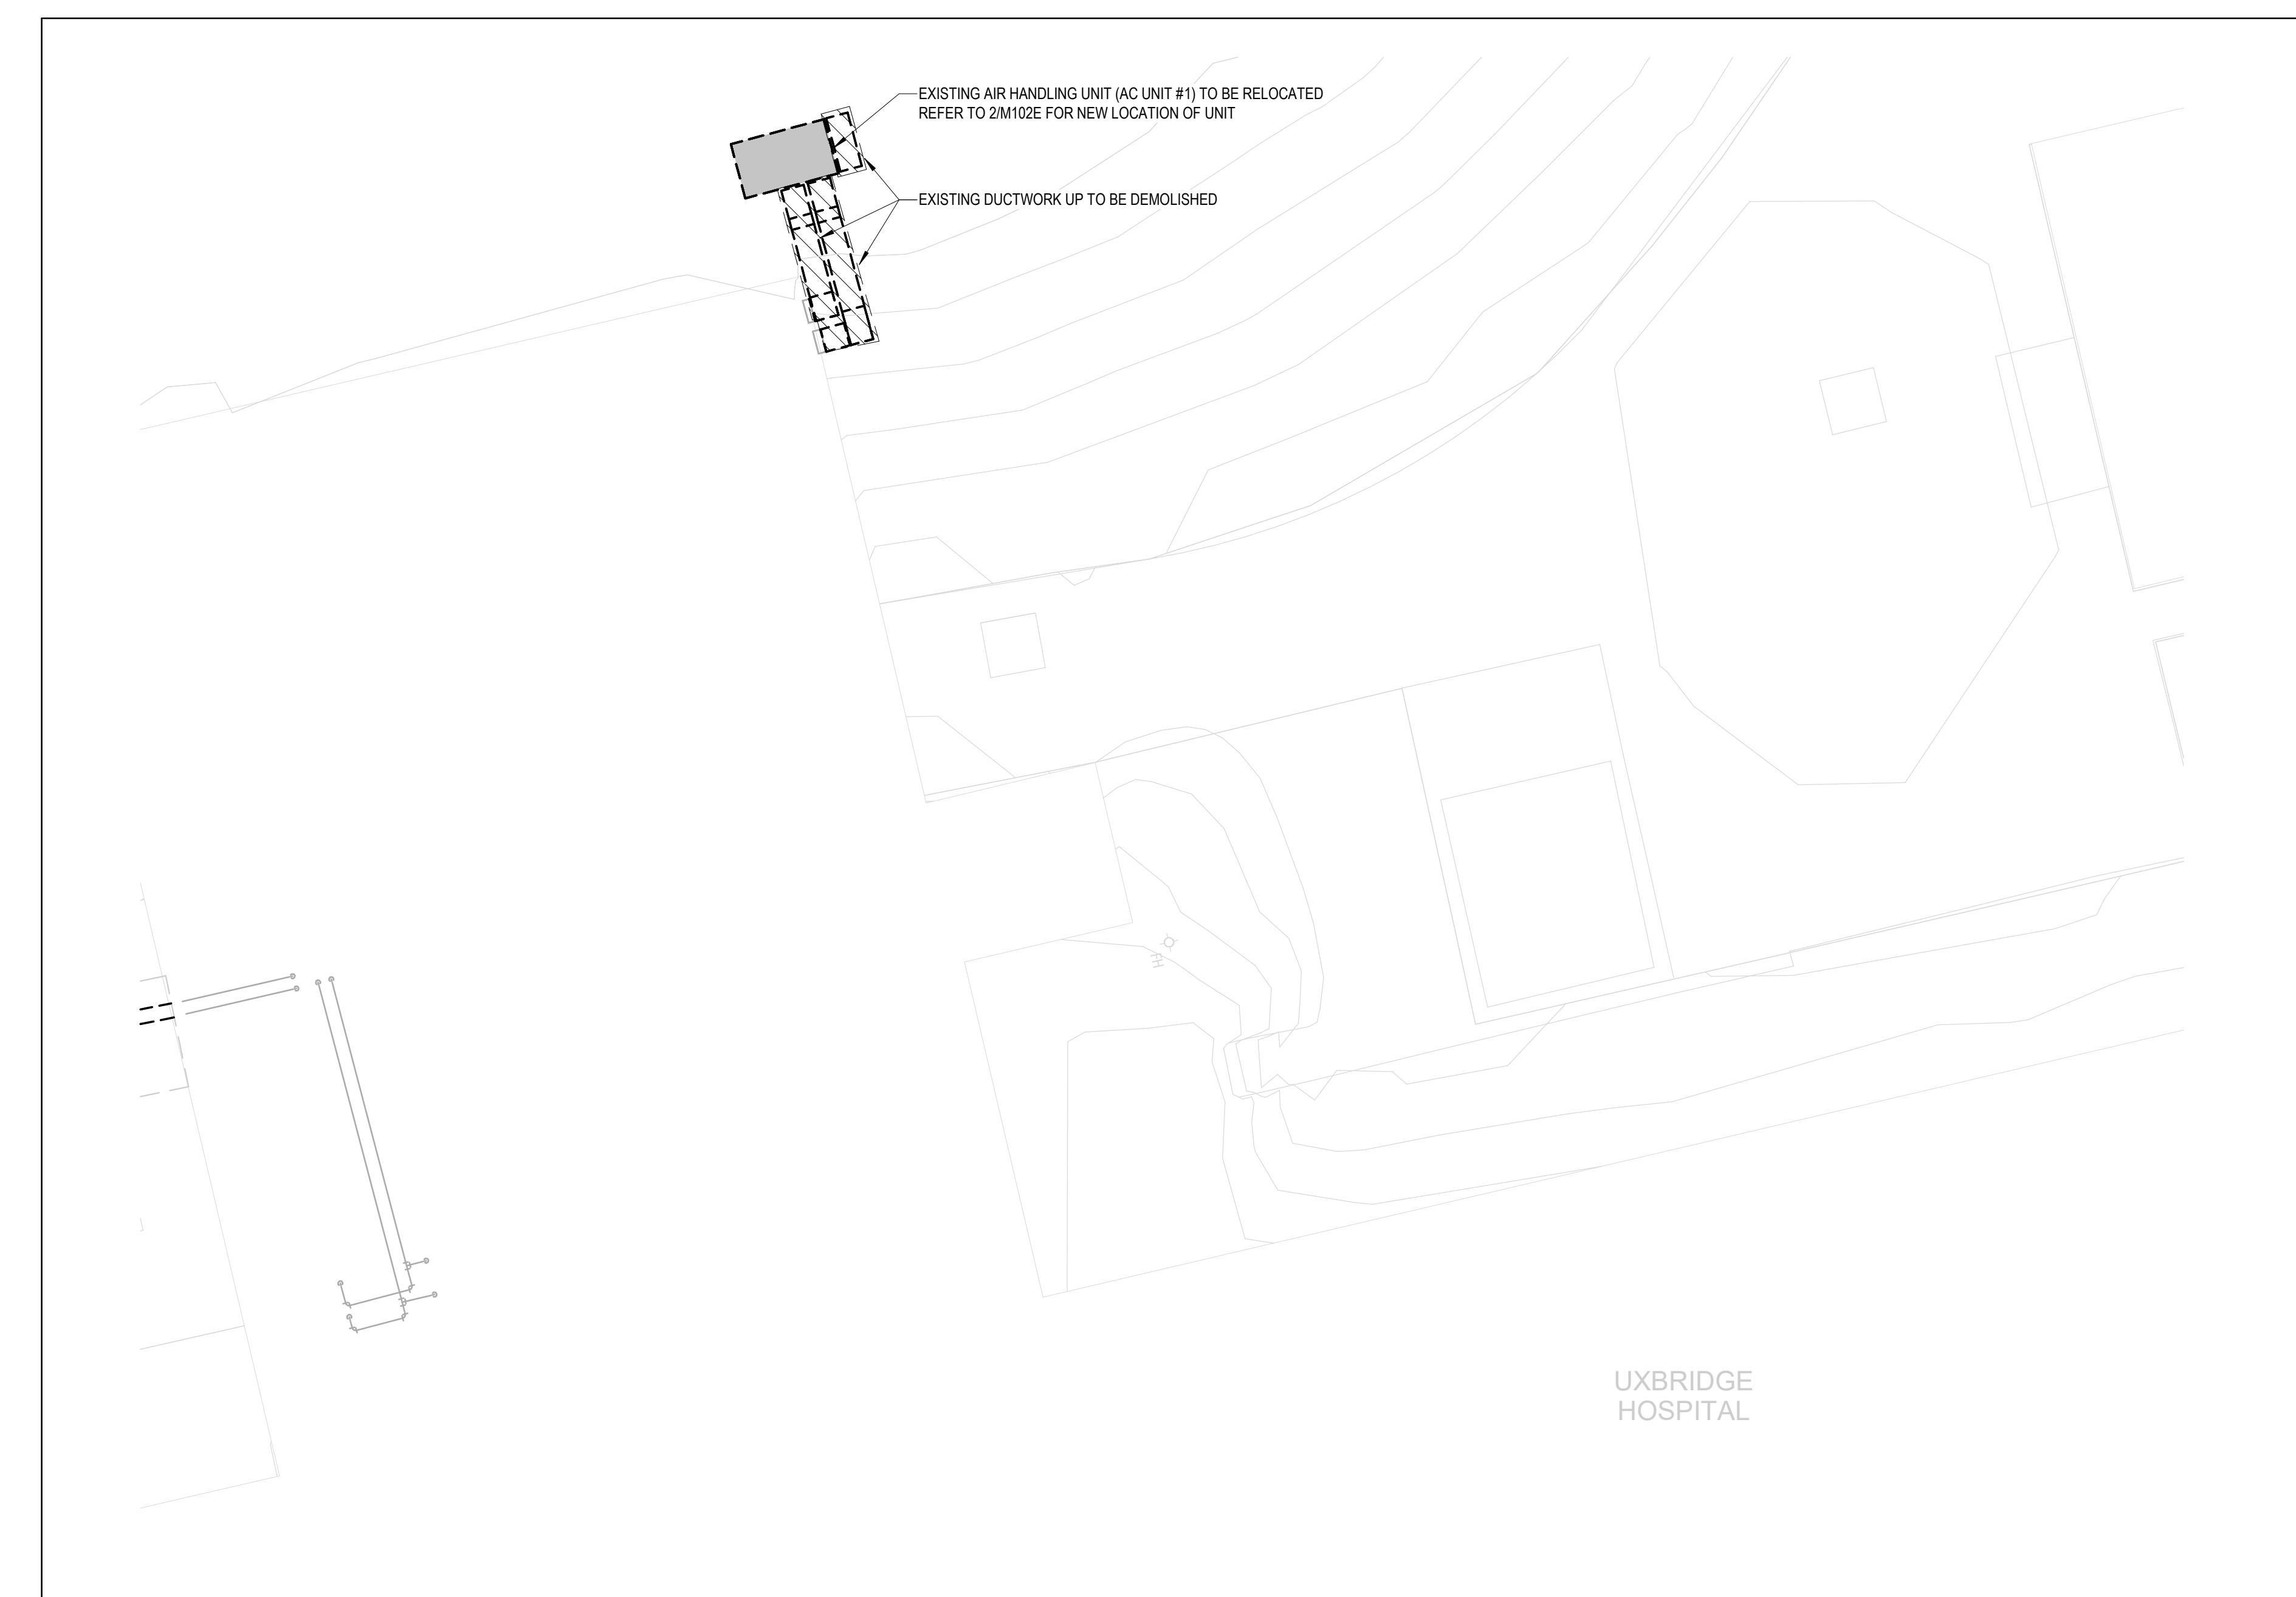 EXISTING AIR HANDLING UNIT (AC UNIT #1) TO BE RELOCATED
REFER TO 2/M102E FOR NEW LOCATION OF UNIT
EXISTING DUCTWORK UP TO BE DEMOLISHED
UXBRIDGE
HOSPITAL